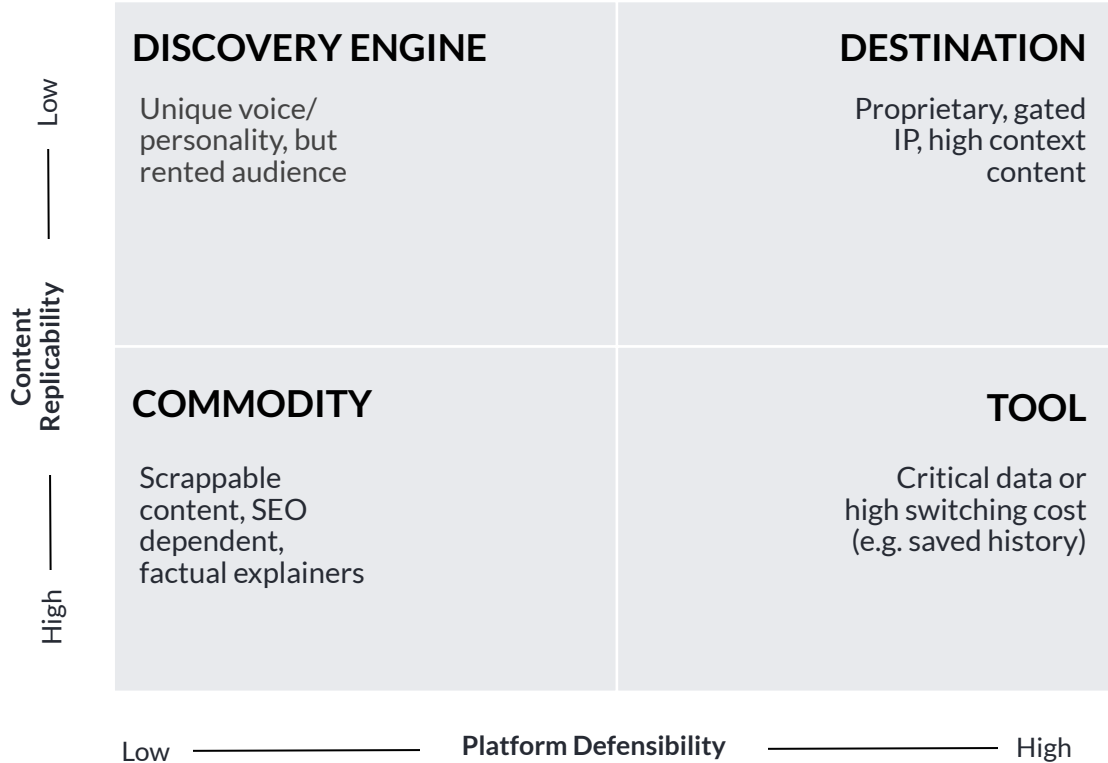 DISCOVERY ENGINE
Unique voice/
personality, but
rented audience
DESTINATION
Proprietary, gated
IP, high context
content
Low
Content
Replicability
High
COMMODITY
Scrappable
content, SEO
dependent,
factual explainers
TOOL
Critical data or
high switching cost
(e.g. saved history)
Low
Platform Defensibility
High